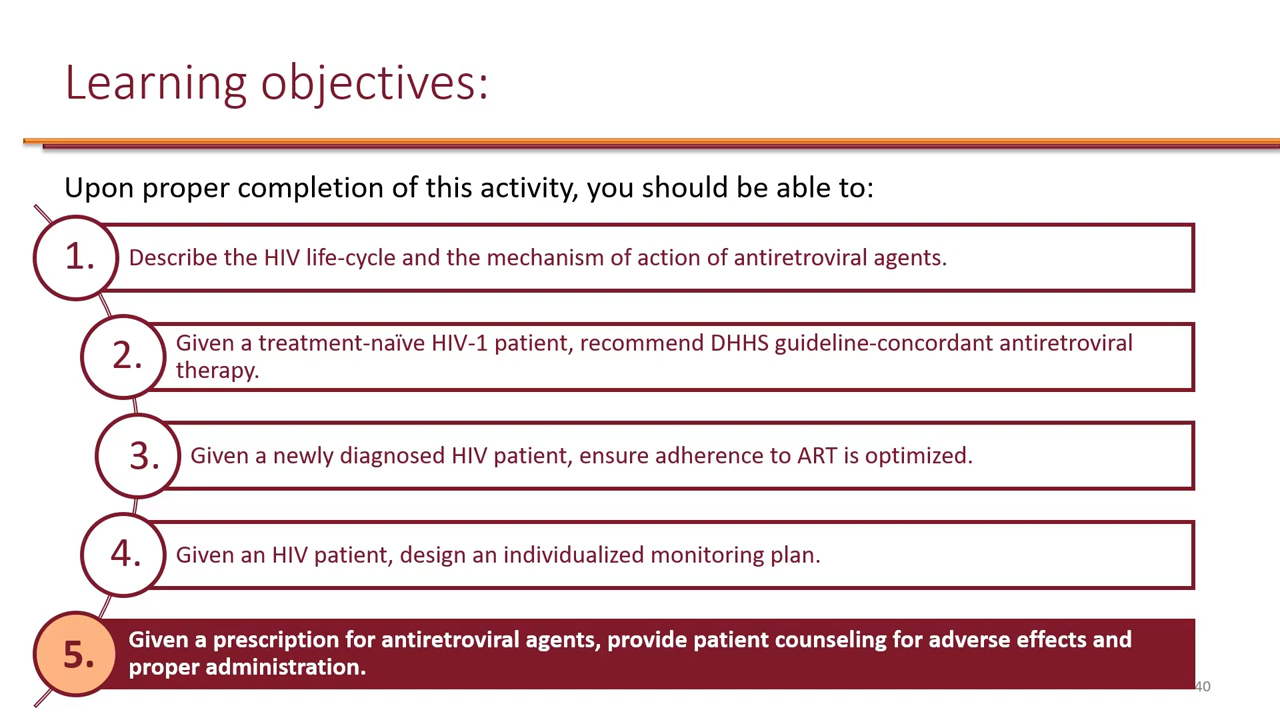 Learning objectives:
Upon proper completion of this activity, you should be able to:
1.
Describe the HIV life-cycle and the mechanism of action of antiretroviral agents.
2.
Given a treatment-naïve HIV-1 patient, recommend DHHS guideline-concordant antiretroviral
therapy.
3.
Given a newly diagnosed HIV patient, ensure adherence to ART is optimized.
4.
Given an HIV patient, design an individualized monitoring plan.
5.
Given a prescription for antiretroviral agents, provide patient counseling for adverse effects and
proper administration.
40